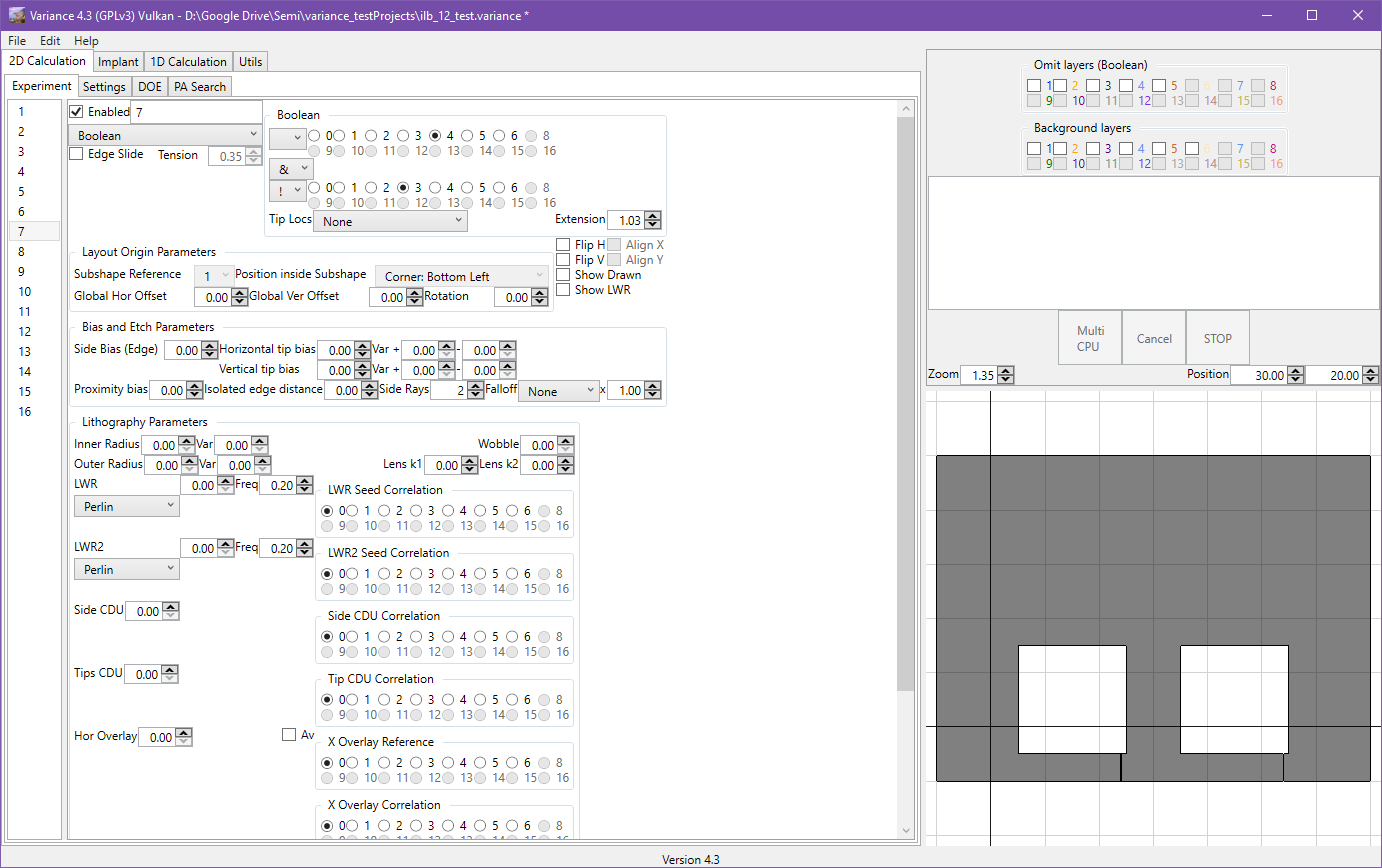 Variance 4.3 (GPLv3) Vulkan - D:\Google Drive\Semi\variance_testProjects\ilb_12_test.variance *
File Edit Help
2D Calculation Implant 1D Calculation Utils
Experiment Settings DOE PA Search
1
2
3
4
5
6
7
8
9
10
11
12
13
14
15
16
Enabled 7
Boolean
Edge Slide Tension 0.35
Boolean
0 1 2 3 4 5 6 8
9 10 11 12 13 14 15 16
&
! 0 1 2 3 4 5 6 8
9 10 11 12 13 14 15 16
Tip Locs None Extension 1.03
Flip H Align X
Flip V Align Y
Show Drawn
Show LWR
Layout Origin Parameters
Subshape Reference 1 Position inside Subshape Corner: Bottom Left
Global Hor Offset 0.00 Global Ver Offset 0.00 Rotation 0.00
Bias and Etch Parameters
Side Bias (Edge) 0.00 Horizontal tip bias 0.00 Var + 0.00 - 0.00
Vertical tip bias 0.00 Var + 0.00 - 0.00
Proximity bias 0.00 Isolated edge distance 0.00 Side Rays 2 Falloff None x 1.00
Lithography Parameters
Inner Radius 0.00 Var 0.00 Wobble 0.00
Outer Radius 0.00 Var 0.00 Lens k1 0.00 Lens k2 0.00
LWR 0.00 Freq 0.20
Perlin
LWR Seed Correlation
0 1 2 3 4 5 6 8
9 10 11 12 13 14 15 16
LWR2 0.00 Freq 0.20
Perlin
LWR2 Seed Correlation
0 1 2 3 4 5 6 8
9 10 11 12 13 14 15 16
Side CDU 0.00
Side CDU Correlation
0 1 2 3 4 5 6 8
9 10 11 12 13 14 15 16
Tips CDU 0.00
Tip CDU Correlation
0 1 2 3 4 5 6 8
9 10 11 12 13 14 15 16
Hor Overlay 0.00 Av
X Overlay Reference
0 1 2 3 4 5 6 8
9 10 11 12 13 14 15 16
X Overlay Correlation
0 1 2 3 4 5 6 8
9 10 11 12 13 14 15 16
Omit layers (Boolean)
1 2 3 4 5 6 7 8
9 10 11 12 13 14 15 16
Background layers
1 2 3 4 5 6 7 8
9 10 11 12 13 14 15 16
Multi
CPU
Cancel STOP
Zoom 1.35 Position 30.00 20.00
Version 4.3